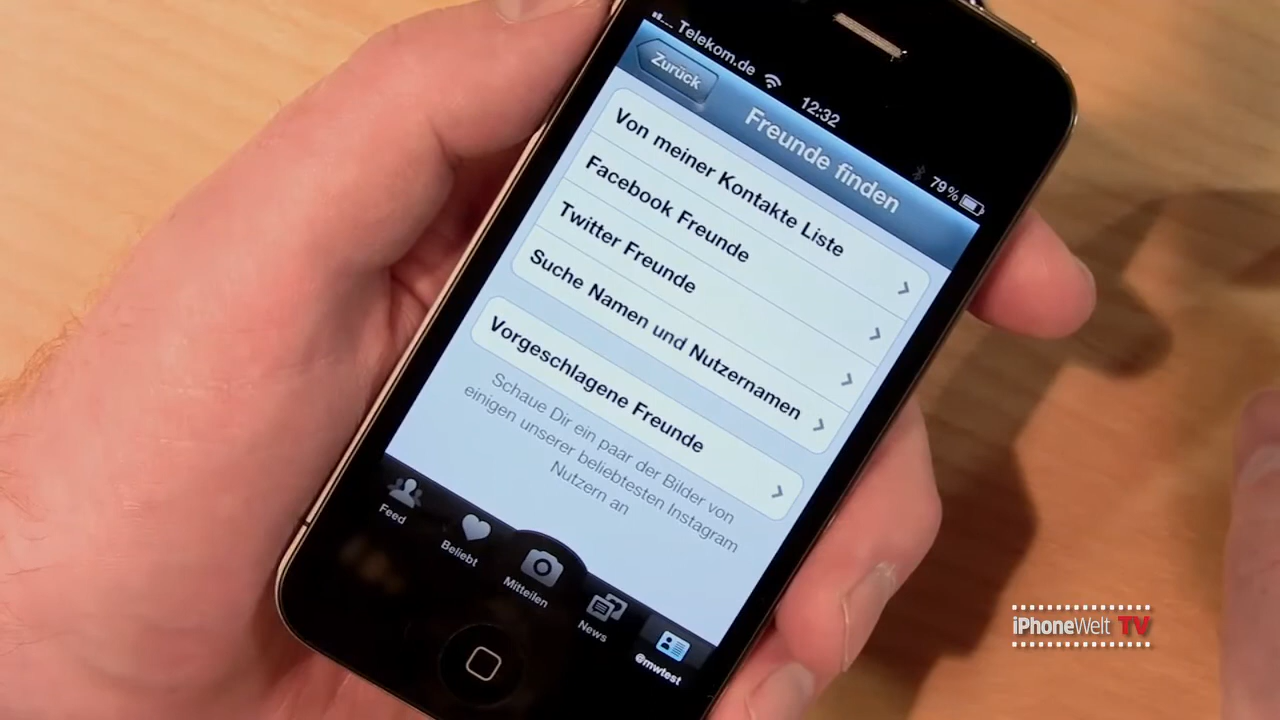 Telekom.de 12:32 79%
Zurück
Freunde finden
Von meiner Kontakte Liste
Facebook Freunde
Twitter Freunde
Suche Namen und Nutzernamen
Vorgeschlagene Freunde
Schaue Dir ein paar der Bilder von
einigen unserer beliebtesten Instagram
Nutzern an
Feed
Beliebt
Mitteilen
News
@mwtest
iPhoneWelt TV